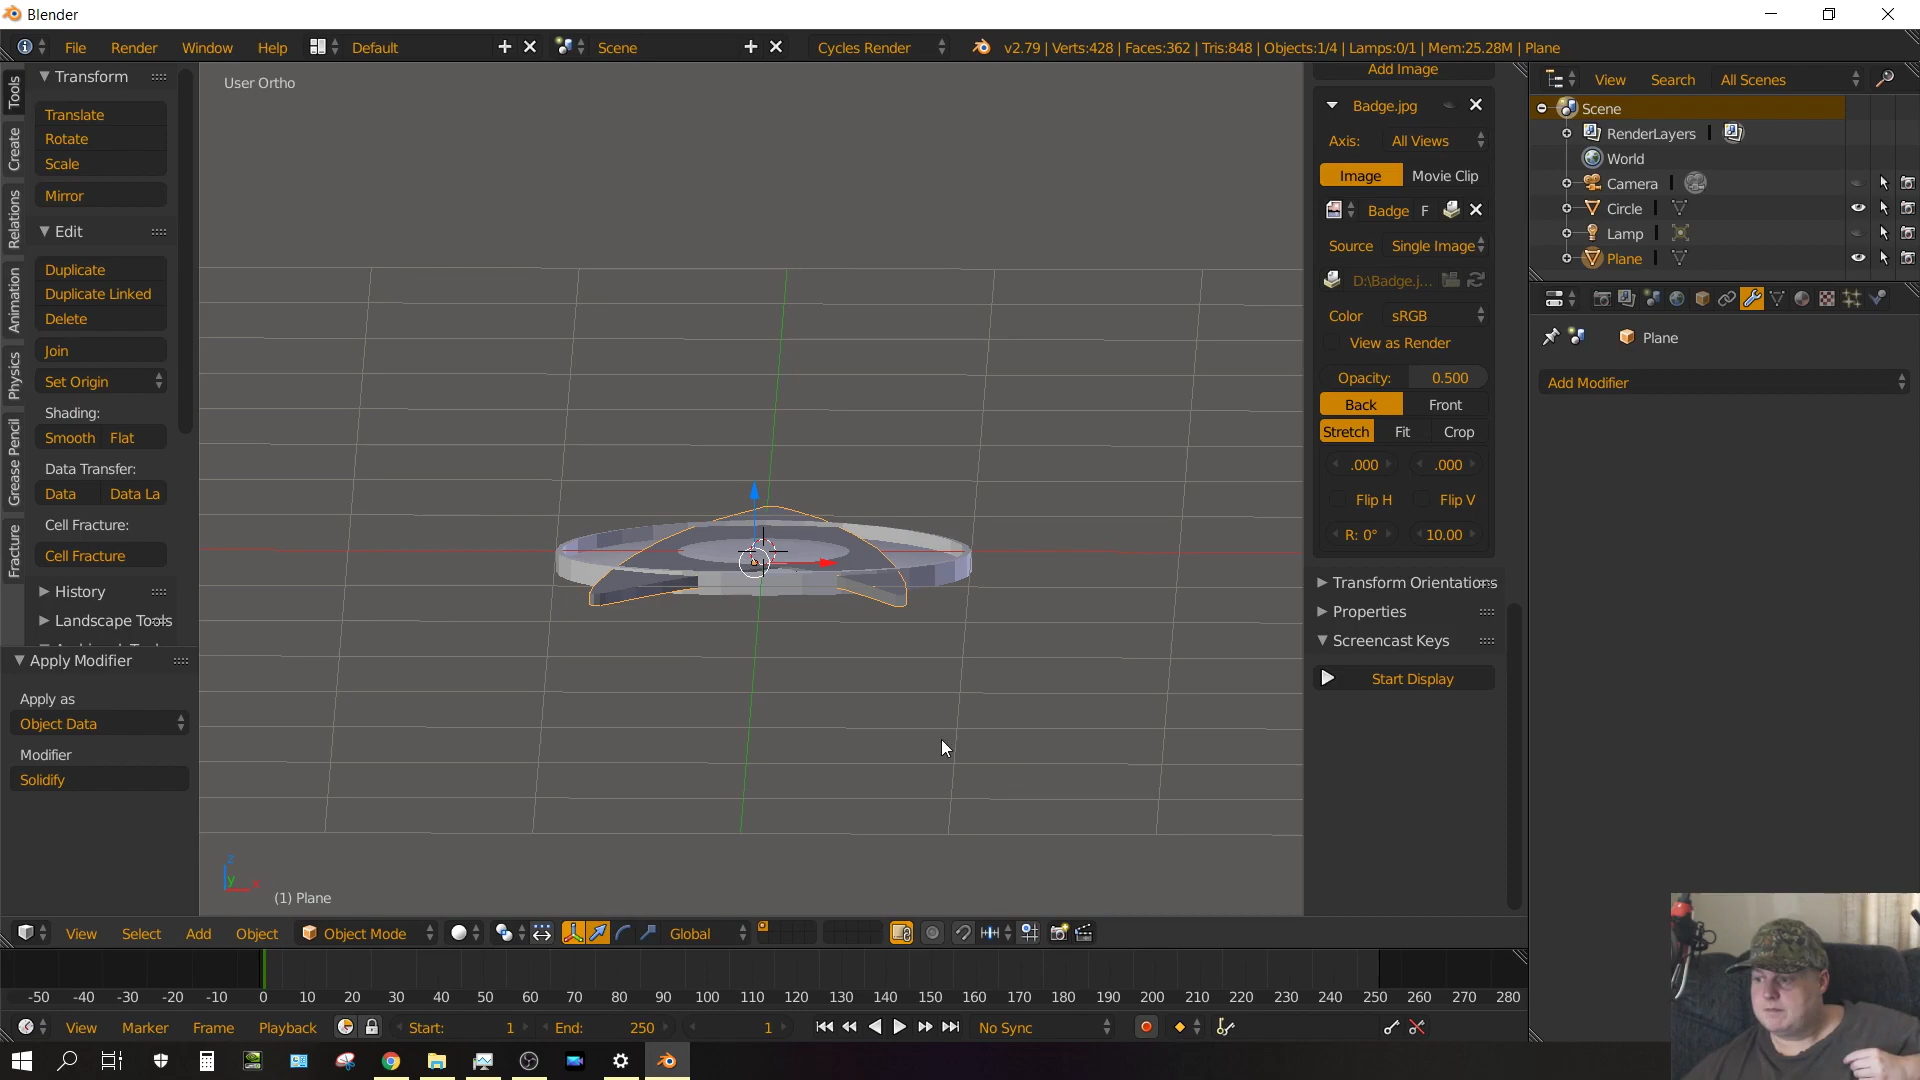 Blender
File Render Window Help Default Scene Cycles Render v2.79 | Verts:428 | Faces:362 | Tris:848 | Objects:1/4 | Lamps:0/1 | Mem:25.28M | Plane
Tools
Create
Relations
Animation
Physics
Grease Pencil
Fracture
Transform
Translate
Rotate
Scale
Mirror
Edit
Duplicate
Duplicate Linked
Delete
Join
Set Origin
Shading:
Smooth Flat
Data Transfer:
Data Data La
Cell Fracture:
Cell Fracture
History
Landscape Tools
Apply Modifier
Apply as
Object Data
Modifier
Solidify
User Ortho
z
y
x
(1) Plane
Add Image
Badge.jpg
Axis: All Views
Image Movie Clip
Badge F
Source Single Image
D:\Badge.j...
Color sRGB
View as Render
Opacity: 0.500
Back Front
Stretch Fit Crop
.000 .000
Flip H Flip V
R: 0° 10.00
Transform Orientations
Properties
Screencast Keys
Start Display
View Search All Scenes
Scene
RenderLayers
World
Camera
Circle
Lamp
Plane
Plane
Add Modifier
View Select Add Object Object Mode Global
-50 -40 -30 -20 -10 0 10 20 30 40 50 60 70 80 90 100 110 120 130 140 150 160 170 180 190 200 210 220 230 240 250 260 270 280
View Marker Frame Playback Start: 1 End: 250 1 No Sync